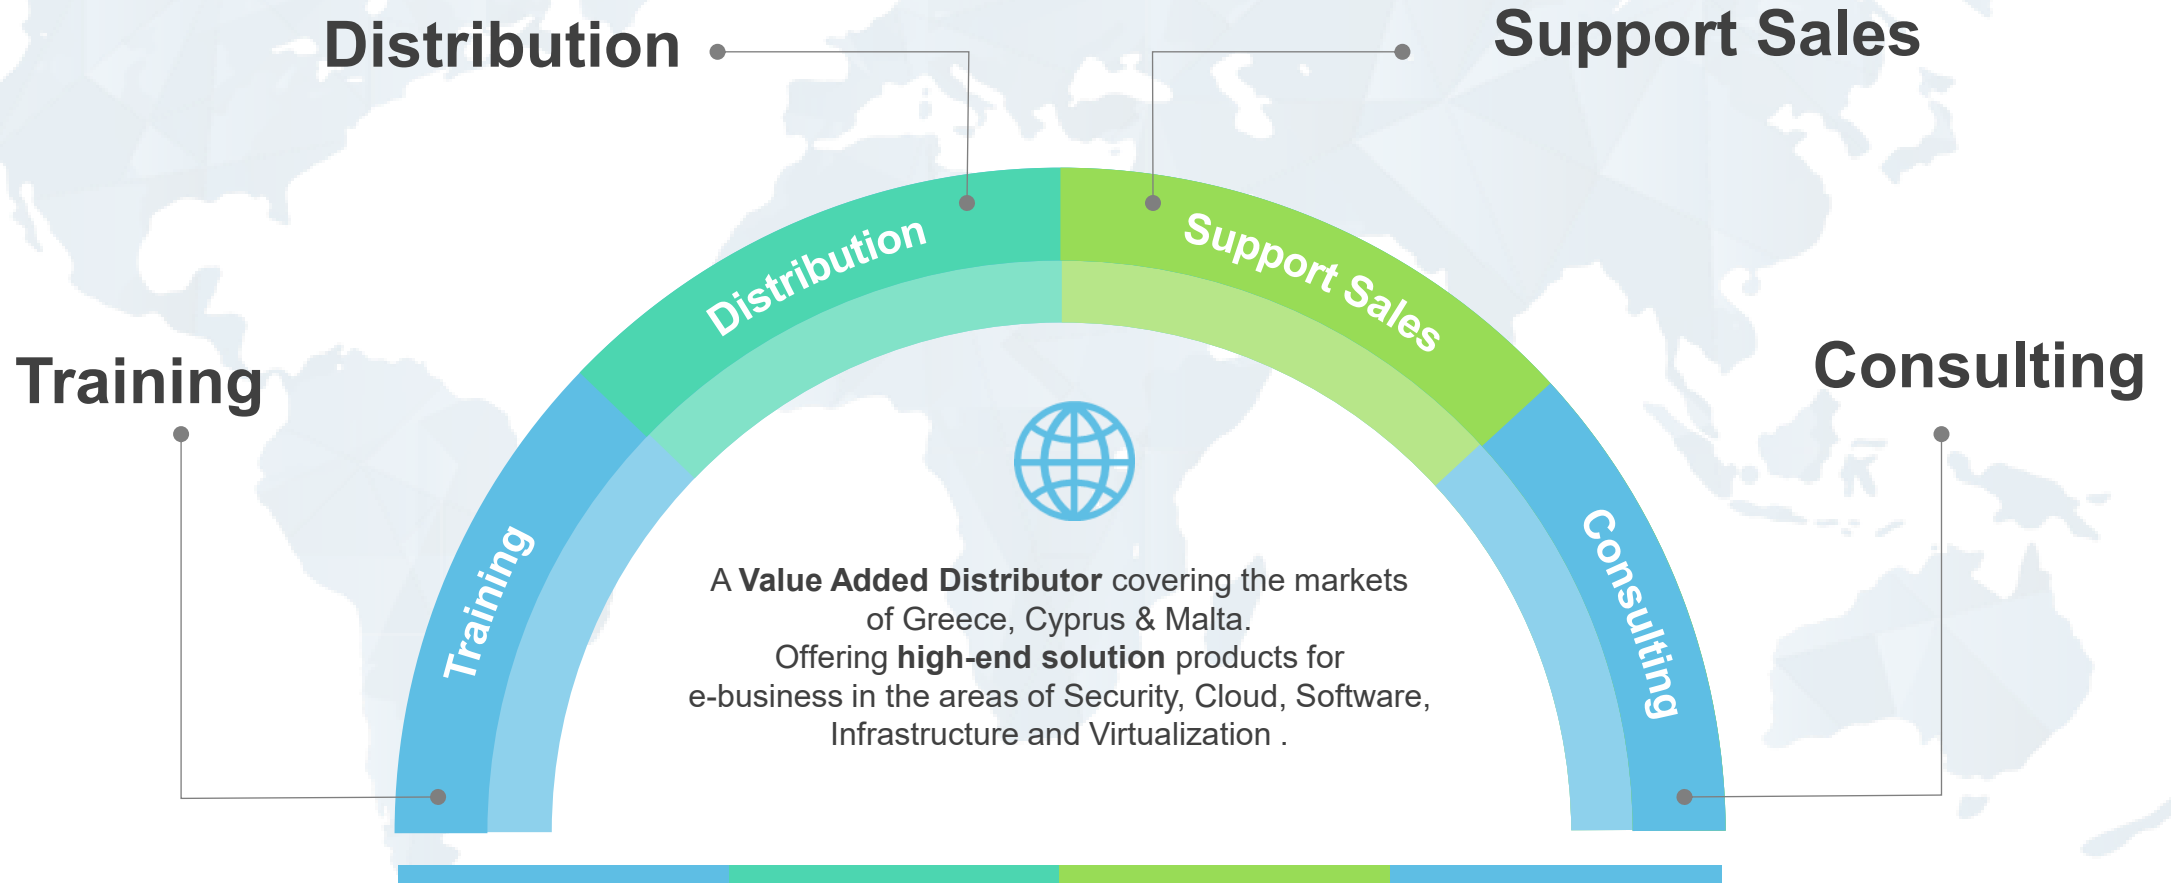 Distribution
Support Sales
Training
Consulting
Distribution
Support Sales
Training
Consulting
A Value Added Distributor covering the markets
of Greece, Cyprus & Malta.
Offering high-end solution products for
e-business in the areas of Security, Cloud, Software,
Infrastructure and Virtualization .